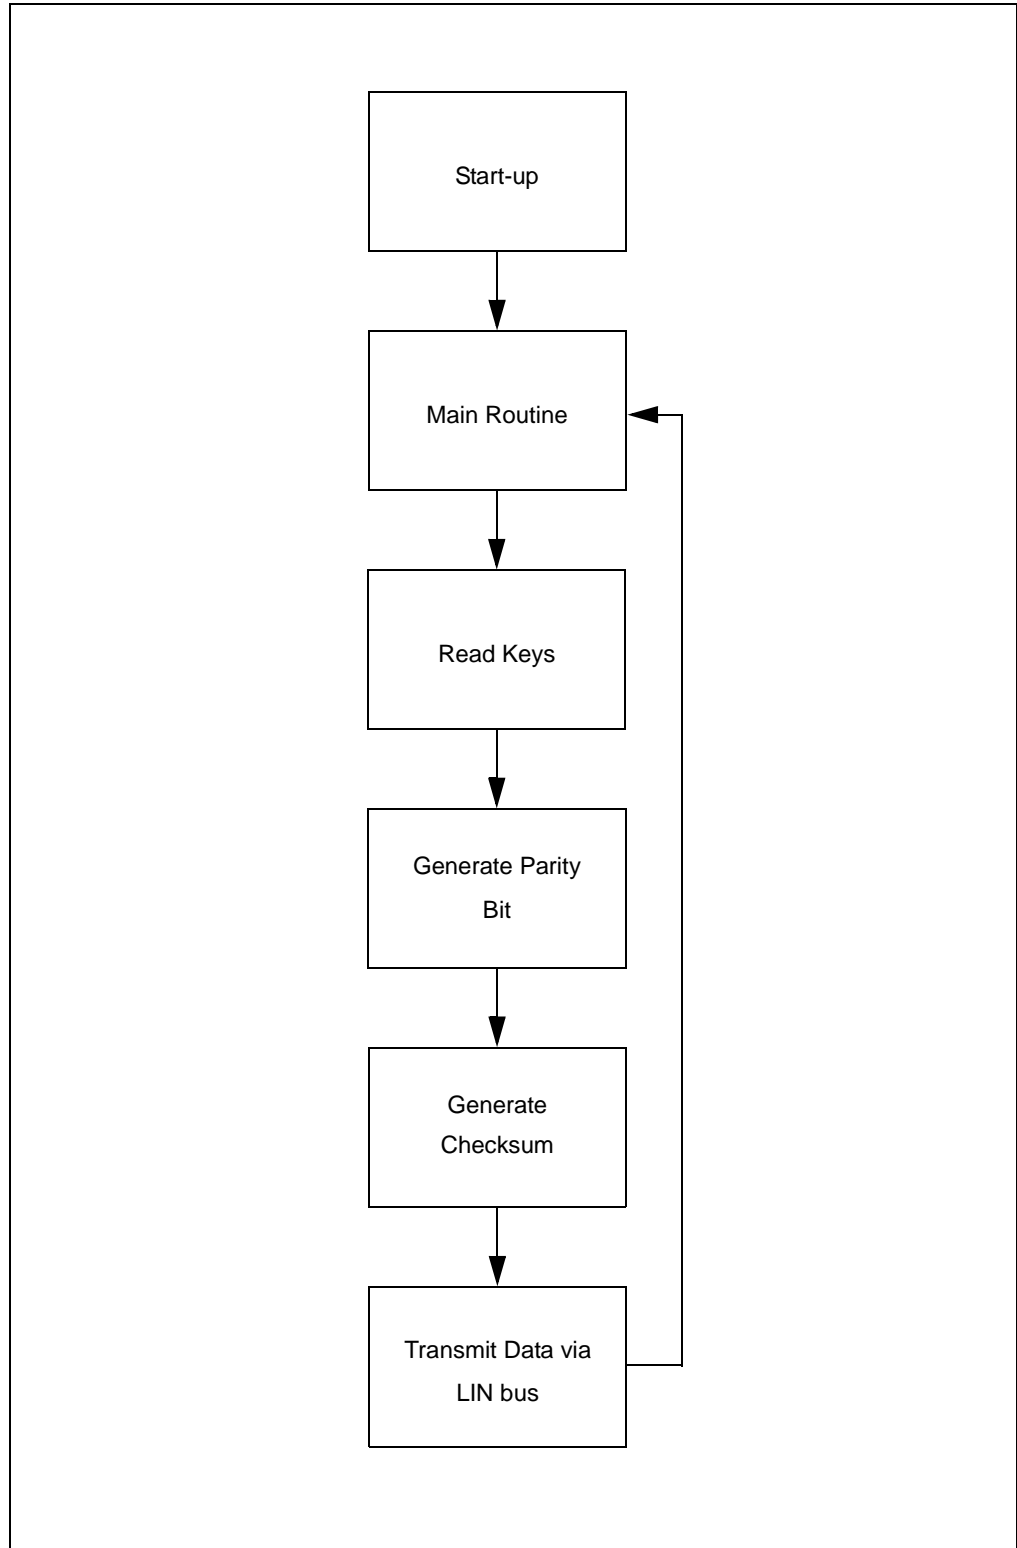 Start-up
Main Routine
Read Keys
Generate Parity
Bit
Generate
Checksum
Transmit Data via
LIN bus